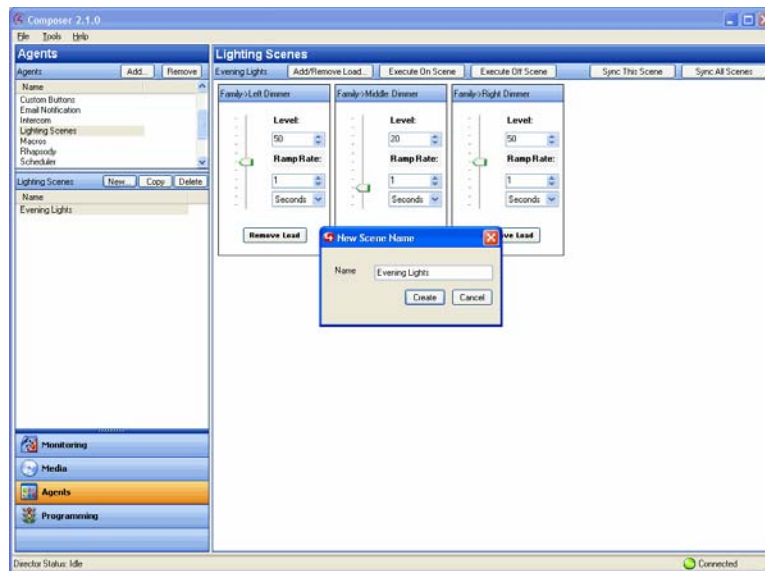 Composer 2.1.0
File Tools Help
Agents
Agents Add... Remove
Name
Custom Buttons
Email Notification
Intercom
Lighting Scenes
Macros
Rhapsody
Scheduler
Lighting Scenes New... Copy Delete
Name
Evening Lights
Monitoring
Media
Agents
Programming
Lighting Scenes
Evening Lights Add/Remove Load... Execute On Scene Execute Off Scene Sync This Scene Sync All Scenes
Family->Left Dimmer Family->Middle Dimmer Family->Right Dimmer
Level: Level: Level:
50 20 50
Ramp Rate: Ramp Rate: Ramp Rate:
1 1 1
Seconds Seconds Seconds
Remove Load ve Load
New Scene Name
Name Evening Lights
Create Cancel
Director Status: Idle Connected